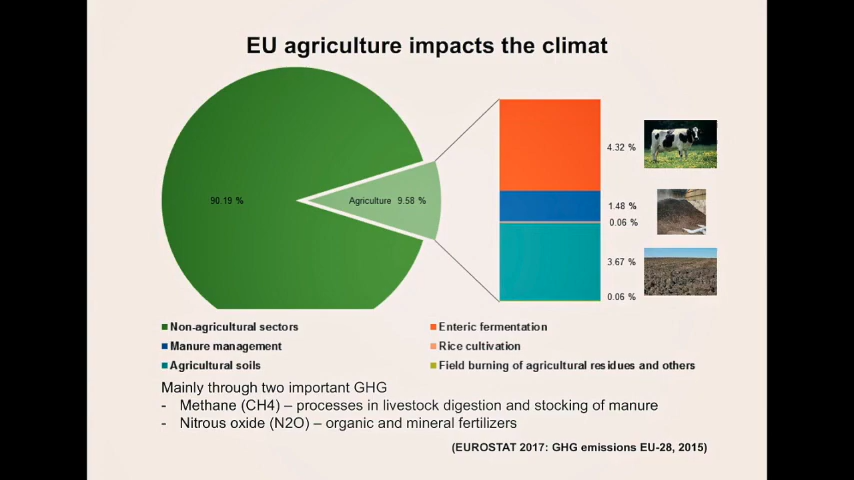 EU agriculture impacts the climat
90.19 %
Agriculture 9.58 %
4.32 %
1.48 %
0.06 %
3.67 %
0.06 %
Non-agricultural sectors
Enteric fermentation
Manure management
Rice cultivation
Agricultural soils
Field burning of agricultural residues and others
Mainly through two important GHG
- Methane (CH4) – processes in livestock digestion and stocking of manure
- Nitrous oxide (N2O) – organic and mineral fertilizers
(EUROSTAT 2017: GHG emissions EU-28, 2015)